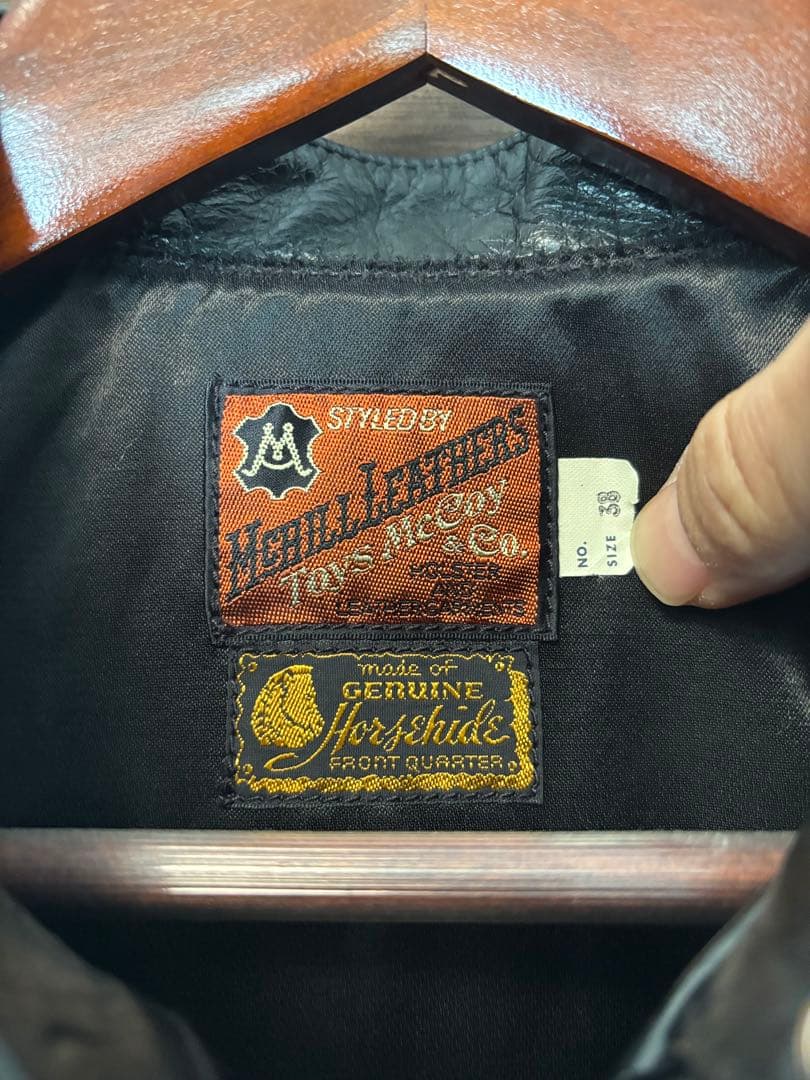 M
STYLED BY
McHILL LEATHERS
TOYS McCOY
& Co.
HOLSTER
AND
LEATHER GARMENTS
NO.
SIZE 38
made of
GENUINE
Horsehide
FRONT QUARTER